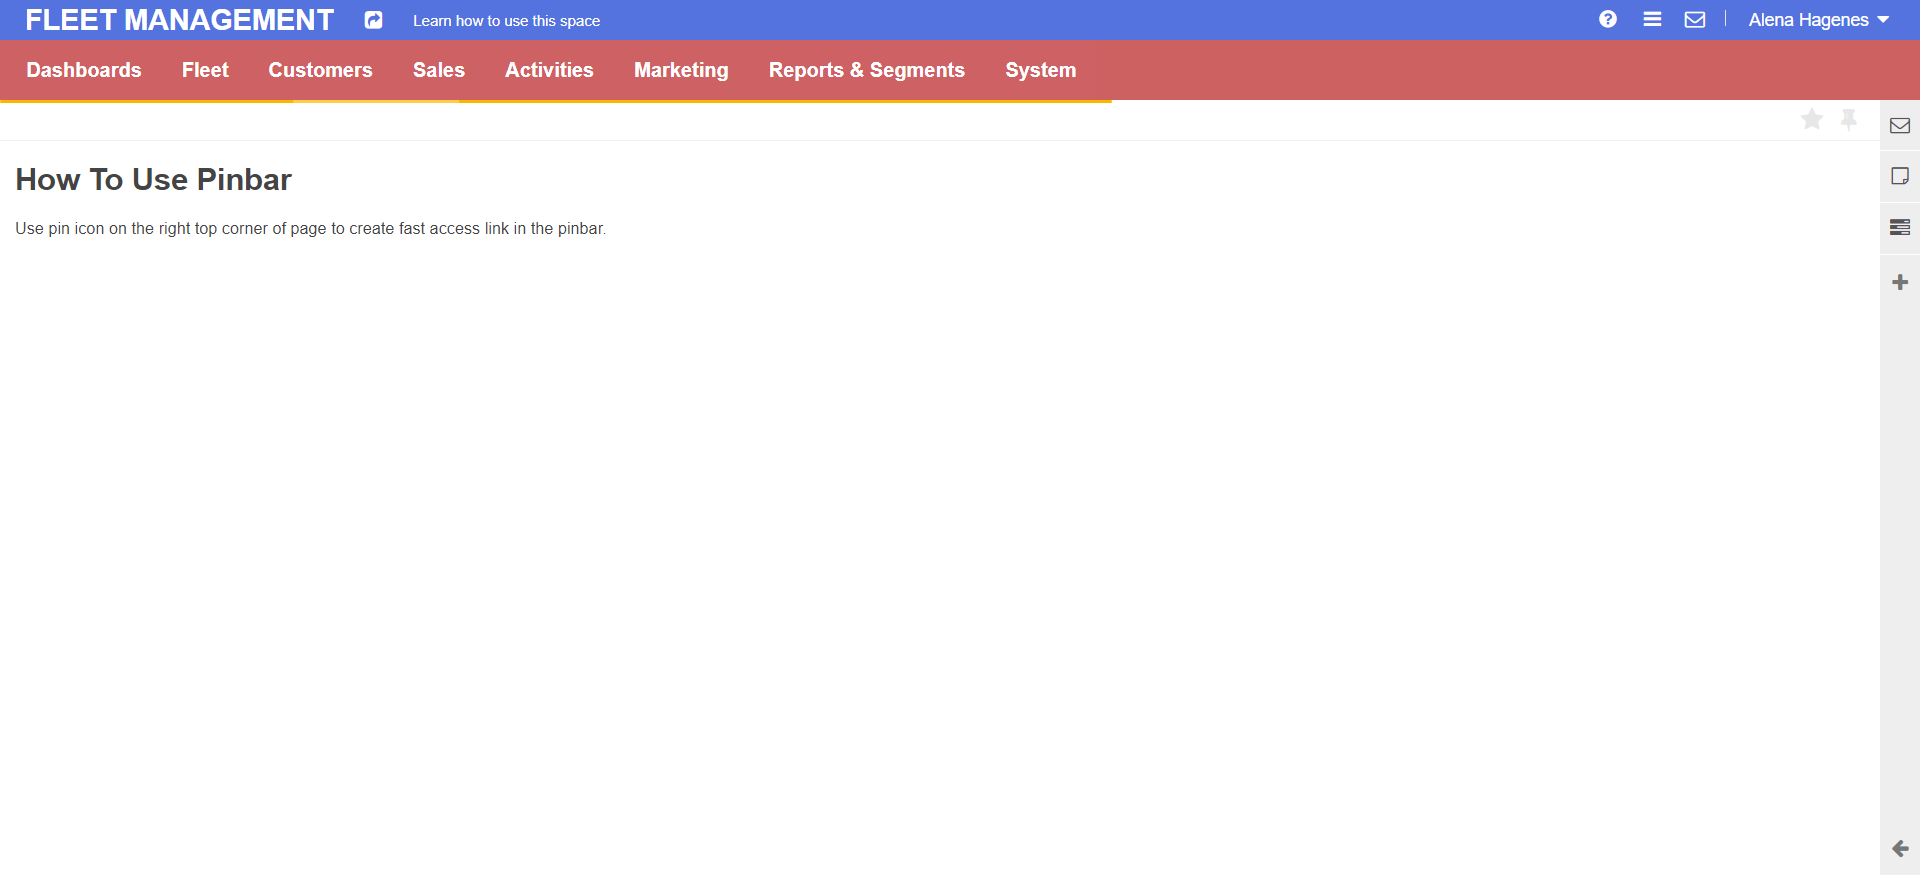 FLEET MANAGEMENT Learn how to use this space Alena Hagenes
Dashboards Fleet Customers Sales Activities Marketing Reports & Segments System
How To Use Pinbar
Use pin icon on the right top corner of page to create fast access link in the pinbar.